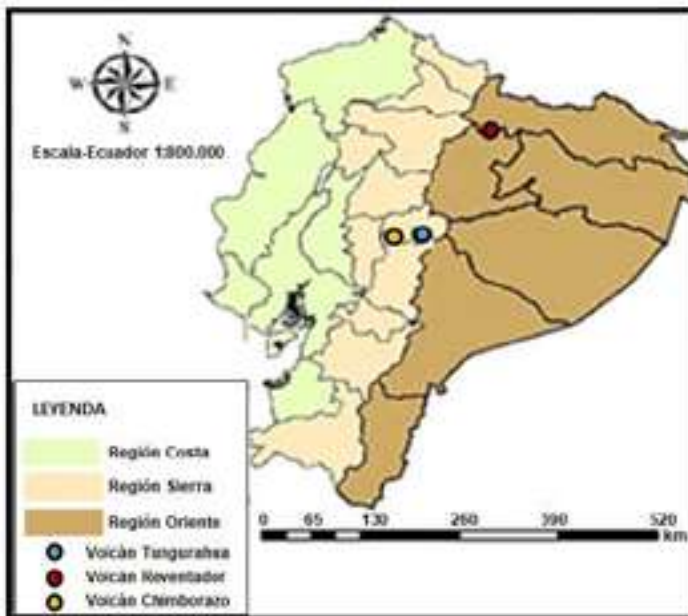 N
W E
S
Escala-Ecuador 1:800.000
LEYENDA
Región Costa
Región Sierra
Región Oriente
Volcán Tungurahua
Volcán Reventador
Volcán Chimborazo
0 65 130 260 390 520
km